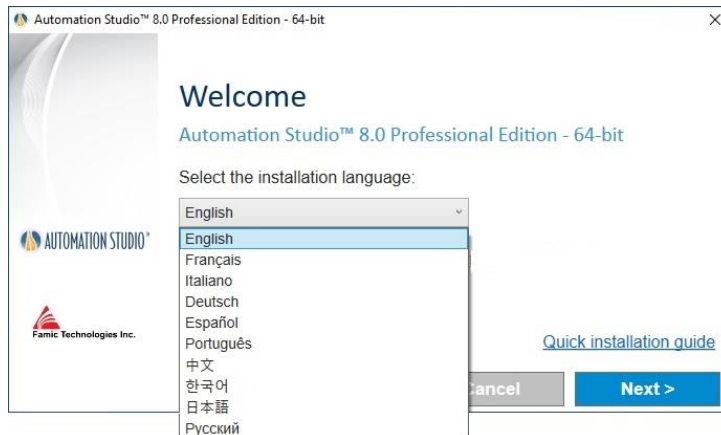 Automation Studio™ 8.0 Professional Edition - 64-bit
Welcome
Automation Studio™ 8.0 Professional Edition - 64-bit
Select the installation language:
English
English
Français
Italiano
Deutsch
Español
Português
中文
한국어
日本語
Русский
AUTOMATION STUDIO™
Famic Technologies Inc.
Quick installation guide
Cancel
Next >